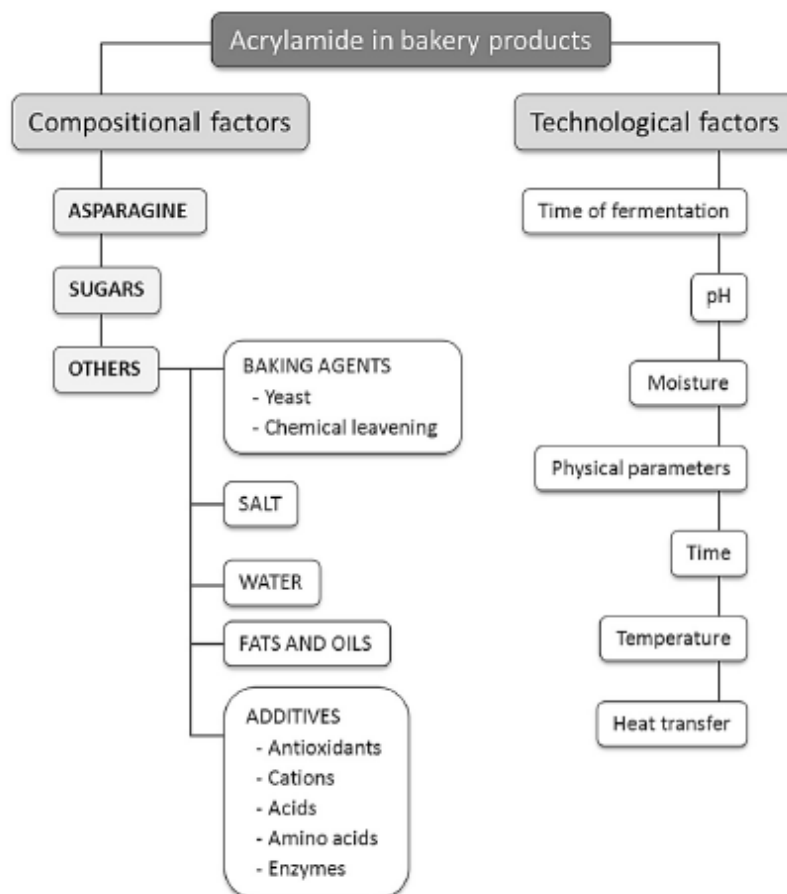 Acrylamide in bakery products
Compositional factors
ASPARAGINE
SUGARS
OTHERS
BAKING AGENTS
- Yeast
- Chemical leavening
SALT
WATER
FATS AND OILS
ADDITIVES
- Antioxidants
- Cations
- Acids
- Amino acids
- Enzymes
Technological factors
Time of fermentation
pH
Moisture
Physical parameters
Time
Temperature
Heat transfer